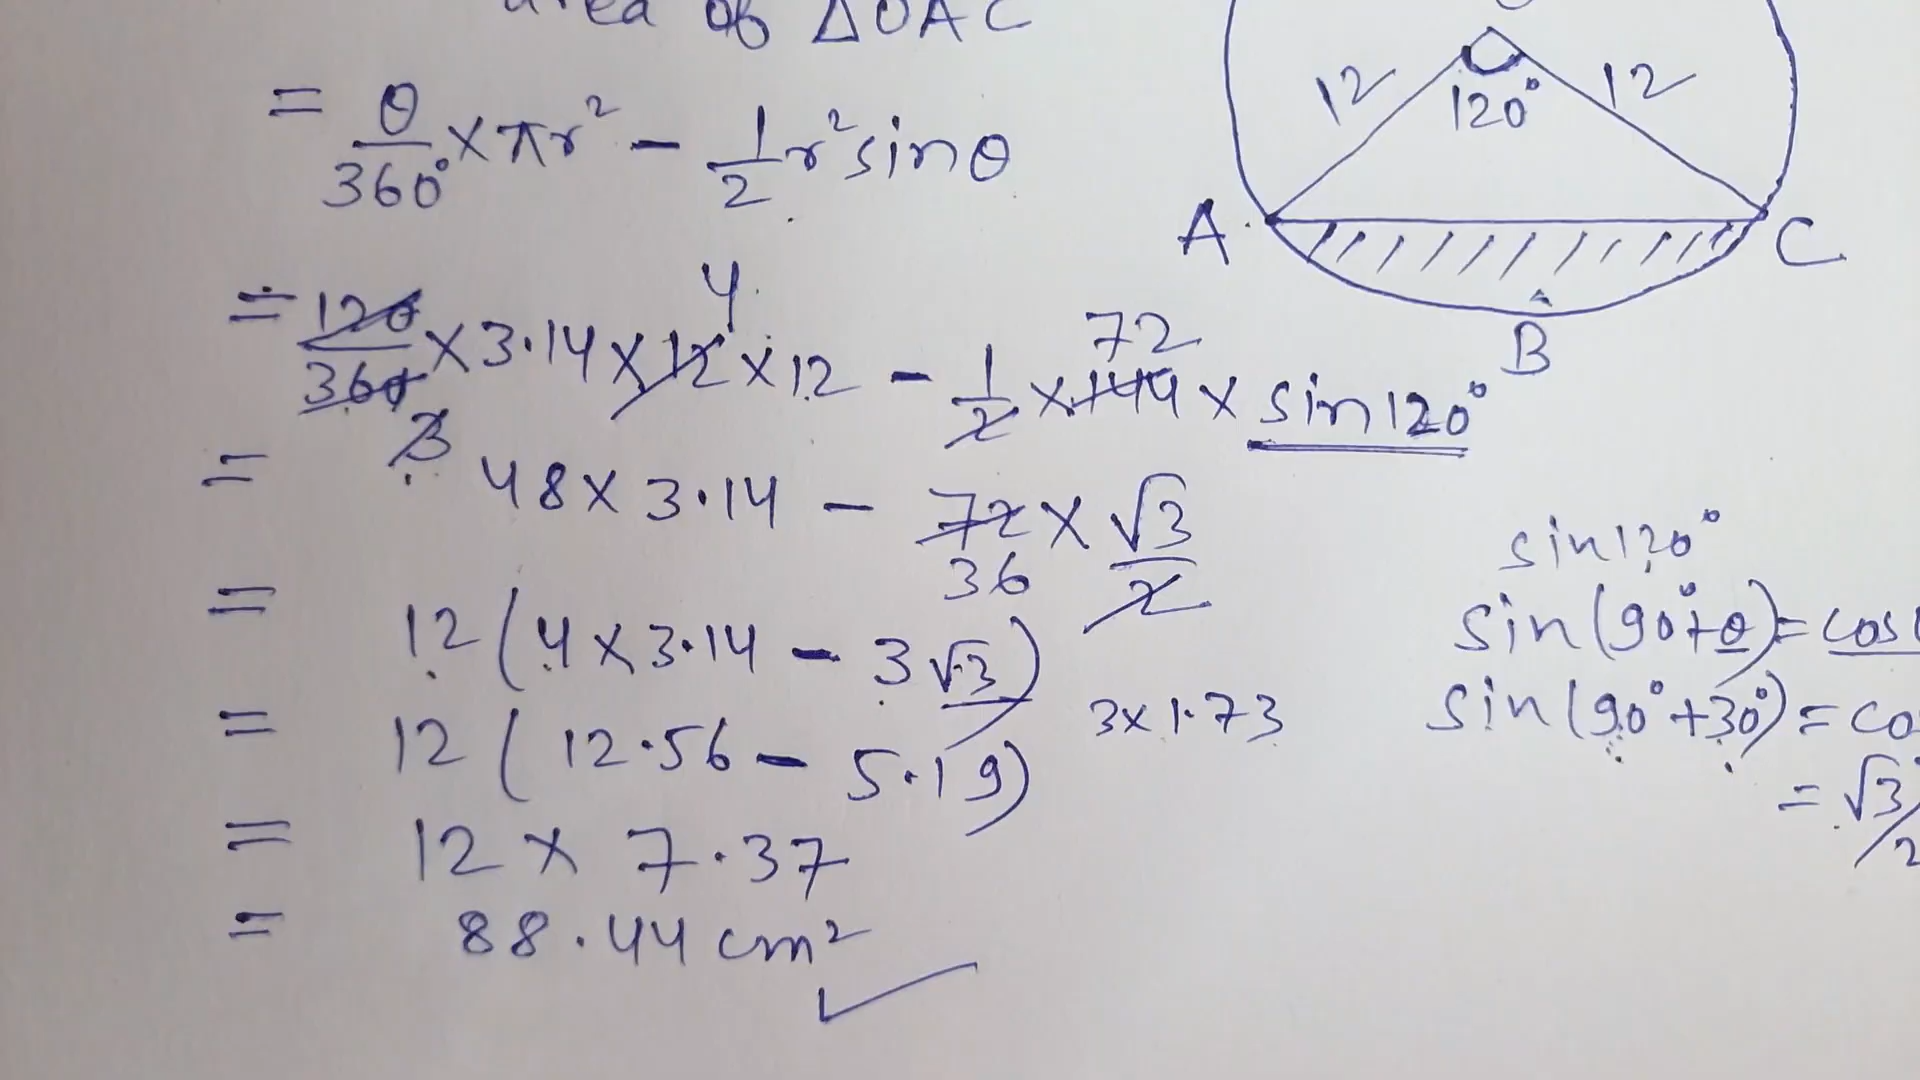 area of △OAC
= θ/360° × πr² − 1/2 r² sinθ
12 120° 12
A C
B
= 120/360 × 3.14 × 12 × 12 − 1/2 × 144 × sin120°
4 72
3
= 48 × 3.14 − 72 × √3/2
36
= 12 (4 × 3.14 − 3√3)
= 12 (12.56 − 5.19)
3×1.73
= 12 × 7.37
= 88.44 cm²
sin120°
sin(90°+θ) = cos
sin(90°+30°) = co
= √3/2